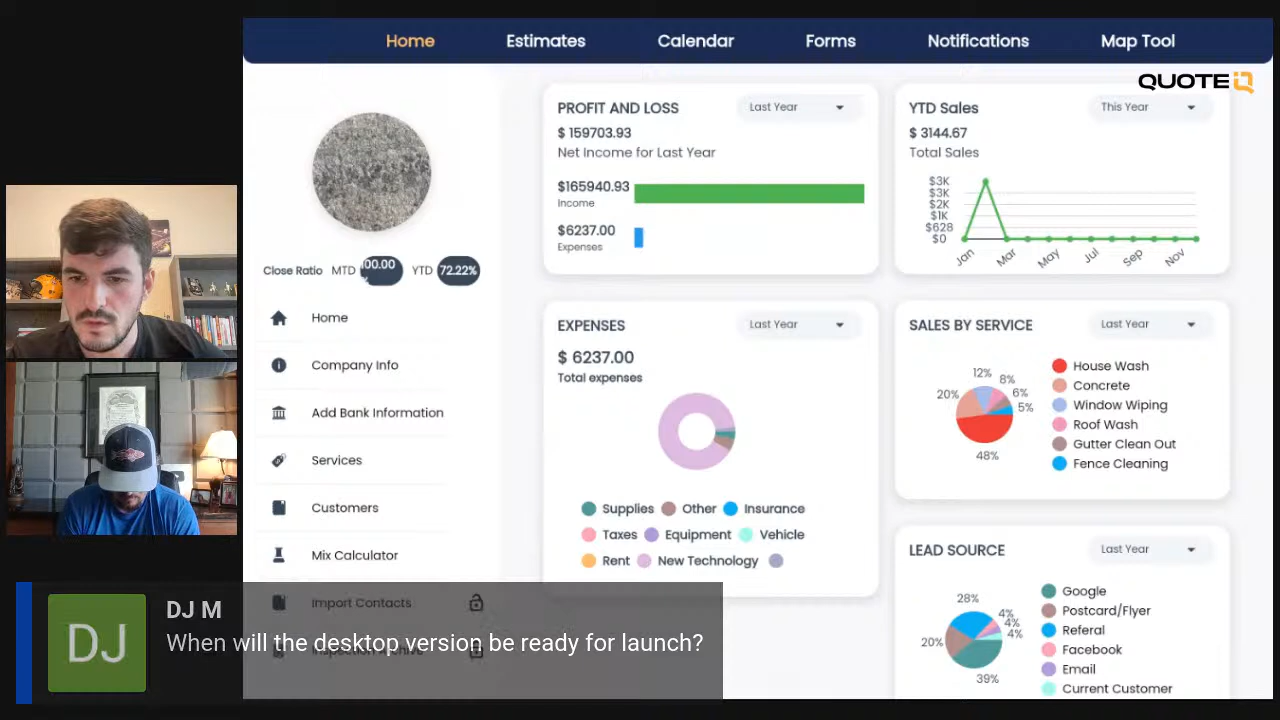 Home Estimates Calendar Forms Notifications Map Tool
QUOTE
PROFIT AND LOSS
Last Year
$ 159703.93
Net Income for Last Year
$165940.93
Income
$6237.00
Expenses
YTD Sales
This Year
$ 3144.67
Total Sales
$3K
$3K
$2K
$1K
$628
$0
Jan Mar May Jul Sep Nov
Close Ratio MTD 100.00 % YTD 72.22%
Home
Company Info
Add Bank Information
Services
Customers
Mix Calculator
Import Contacts
EXPENSES
Last Year
$ 6237.00
Total expenses
Supplies Other Insurance
Taxes Equipment Vehicle
Rent New Technology
SALES BY SERVICE
Last Year
12%
8%
6%
5%
20%
48%
House Wash
Concrete
Window Wiping
Roof Wash
Gutter Clean Out
Fence Cleaning
LEAD SOURCE
Last Year
28%
4%
4%
4%
20%
39%
Google
Postcard/Flyer
Referal
Facebook
Email
Current Customer
DJ
DJ M
When will the desktop version be ready for launch?